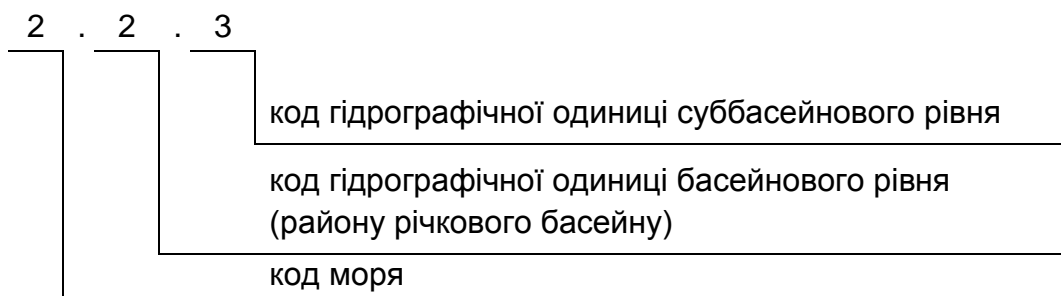 2 . 2 . 3
код гідрографічної одиниці суббасейнового рівня
код гідрографічної одиниці басейнового рівня
(району річкового басейну)
код моря